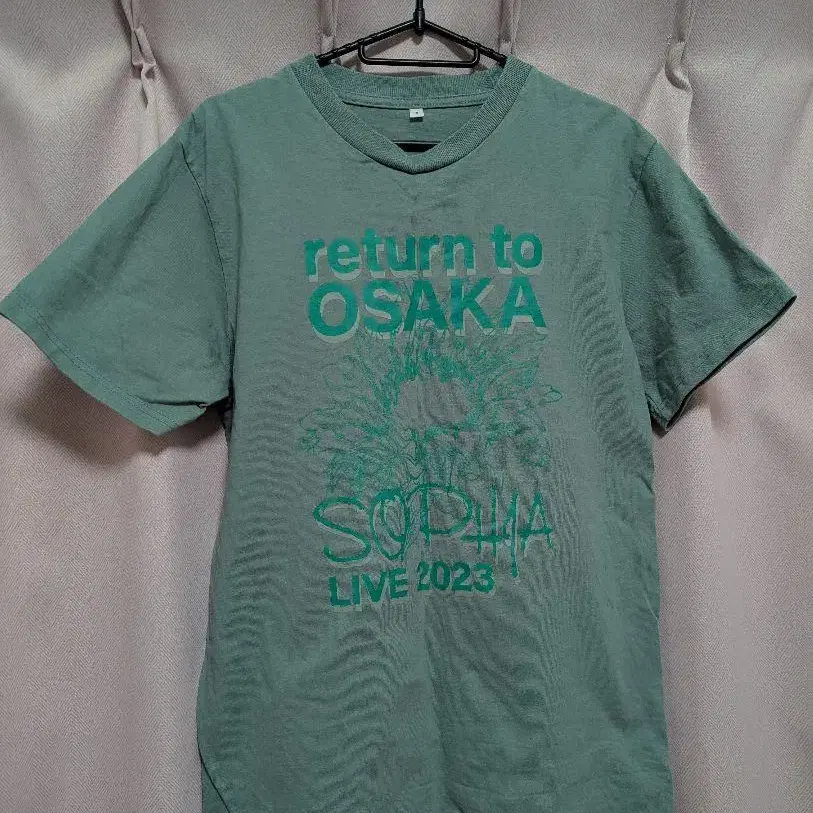 return to
OSAKA
SOPHIA
LIVE 2023